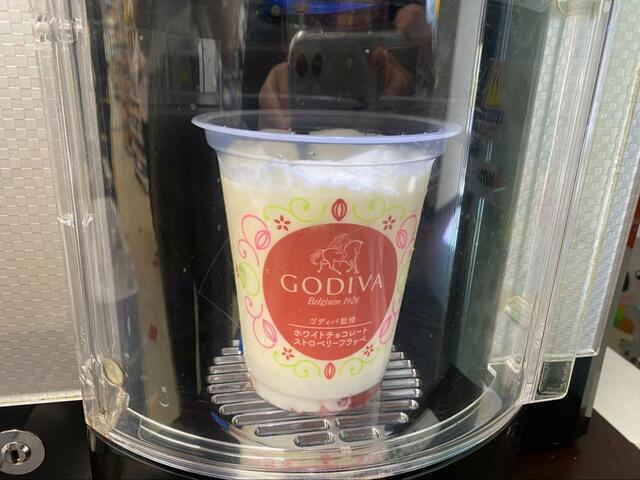 GODIVA
Belgium 1926
ゴディバ監修
ホワイトチョコレート
ストロベリーフラッペ